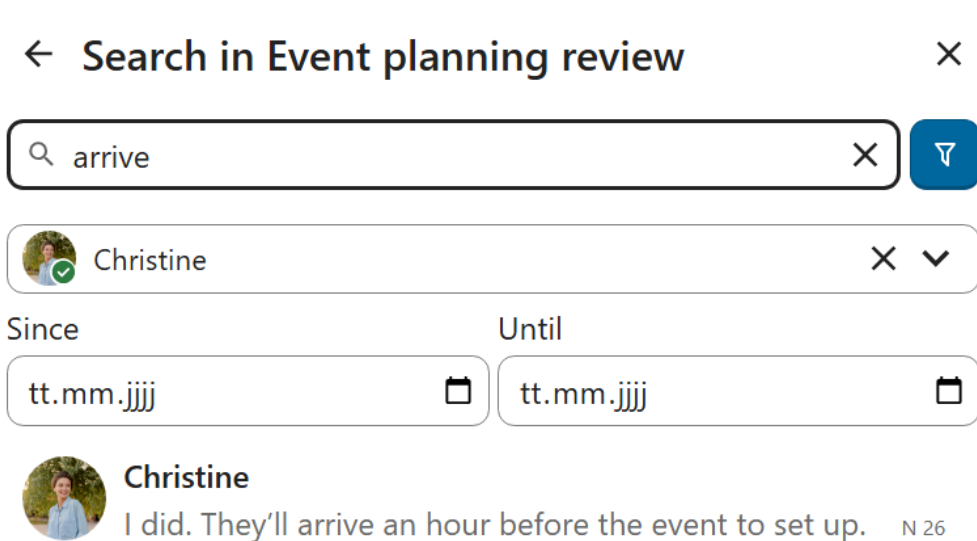 Search in Event planning review
arrive
Christine
Since Until
tt.mm.jjjj tt.mm.jjjj
Christine
I did. They’ll arrive an hour before the event to set up. N 26